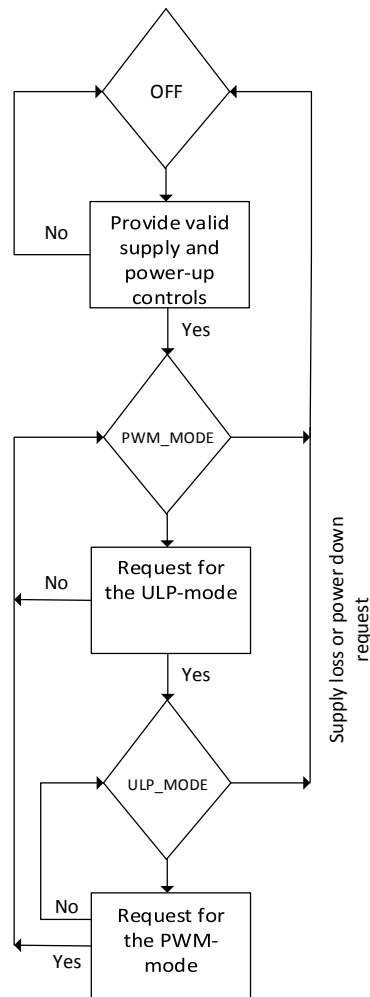 OFF
Provide valid
supply and
power-up
controls
No
Yes
PWM_MODE
Request for
the ULP-mode
No
Yes
Supply loss or power down
request
ULP_MODE
Request for
the PWM-
mode
No
Yes